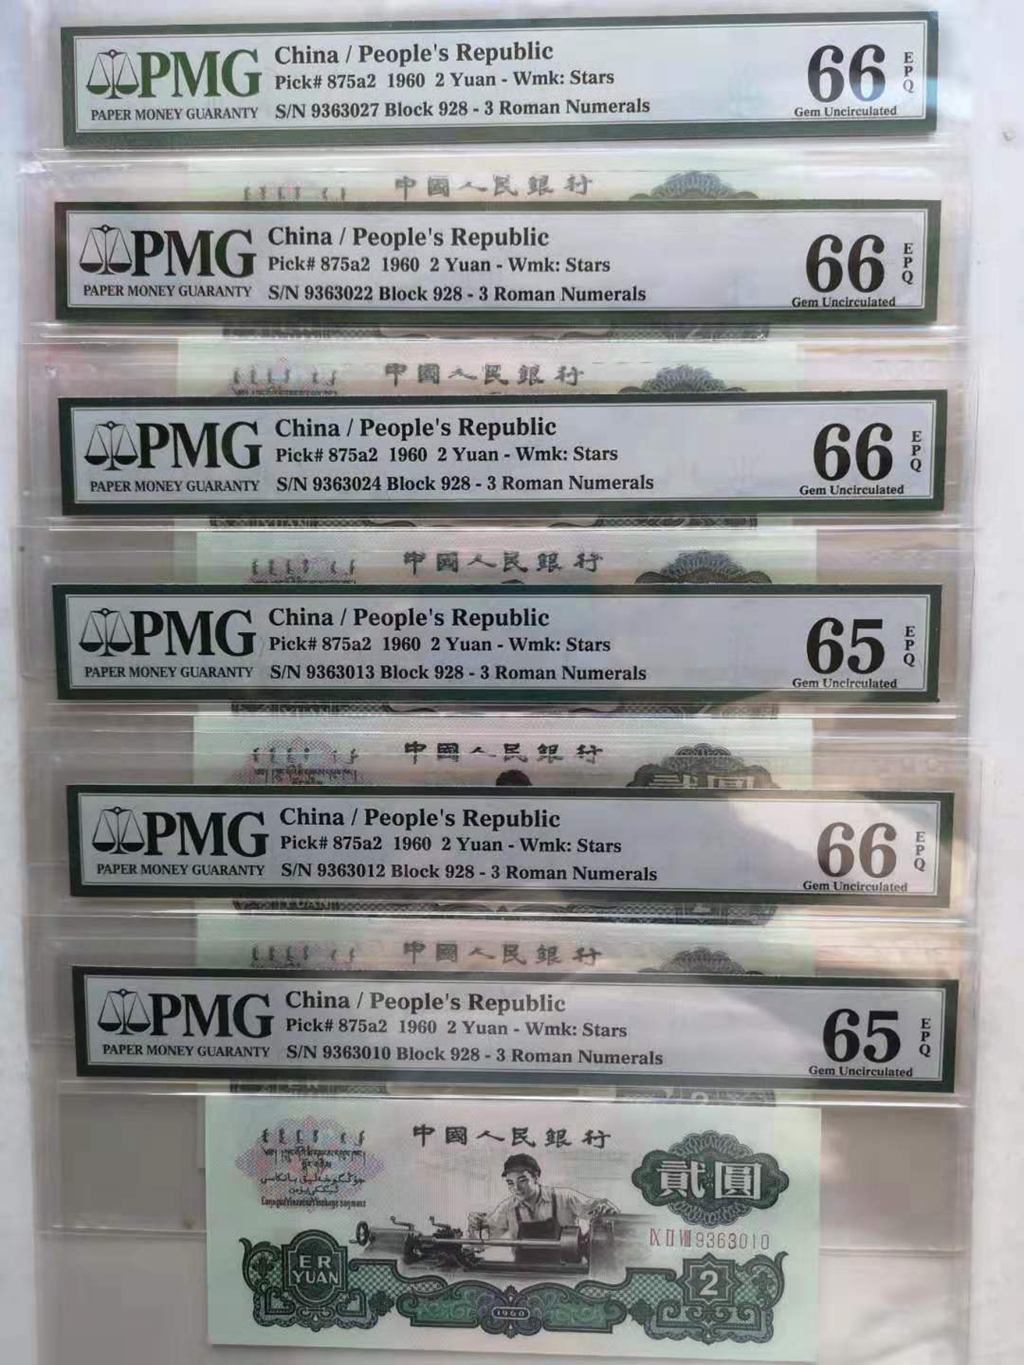 PMG
PAPER MONEY GUARANTY
China / People's Republic
Pick# 875a2 1960 2 Yuan - Wmk: Stars
S/N 9363027 Block 928 - 3 Roman Numerals
66 EPQ
Gem Uncirculated
中國人民銀行
PMG
PAPER MONEY GUARANTY
China / People's Republic
Pick# 875a2 1960 2 Yuan - Wmk: Stars
S/N 9363022 Block 928 - 3 Roman Numerals
66 EPQ
Gem Uncirculated
中國人民銀行
PMG
PAPER MONEY GUARANTY
China / People's Republic
Pick# 875a2 1960 2 Yuan - Wmk: Stars
S/N 9363024 Block 928 - 3 Roman Numerals
66 EPQ
Gem Uncirculated
中國人民銀行
PMG
PAPER MONEY GUARANTY
China / People's Republic
Pick# 875a2 1960 2 Yuan - Wmk: Stars
S/N 9363013 Block 928 - 3 Roman Numerals
65 EPQ
Gem Uncirculated
中國人民銀行
貳圓
PMG
PAPER MONEY GUARANTY
China / People's Republic
Pick# 875a2 1960 2 Yuan - Wmk: Stars
S/N 9363012 Block 928 - 3 Roman Numerals
66 EPQ
Gem Uncirculated
YUAN
中國人民銀行
PMG
PAPER MONEY GUARANTY
China / People's Republic
Pick# 875a2 1960 2 Yuan - Wmk: Stars
S/N 9363010 Block 928 - 3 Roman Numerals
65 EPQ
Gem Uncirculated
2
中國人民銀行
貳圓
IX II VIII 9363010
ER
YUAN
1960
2